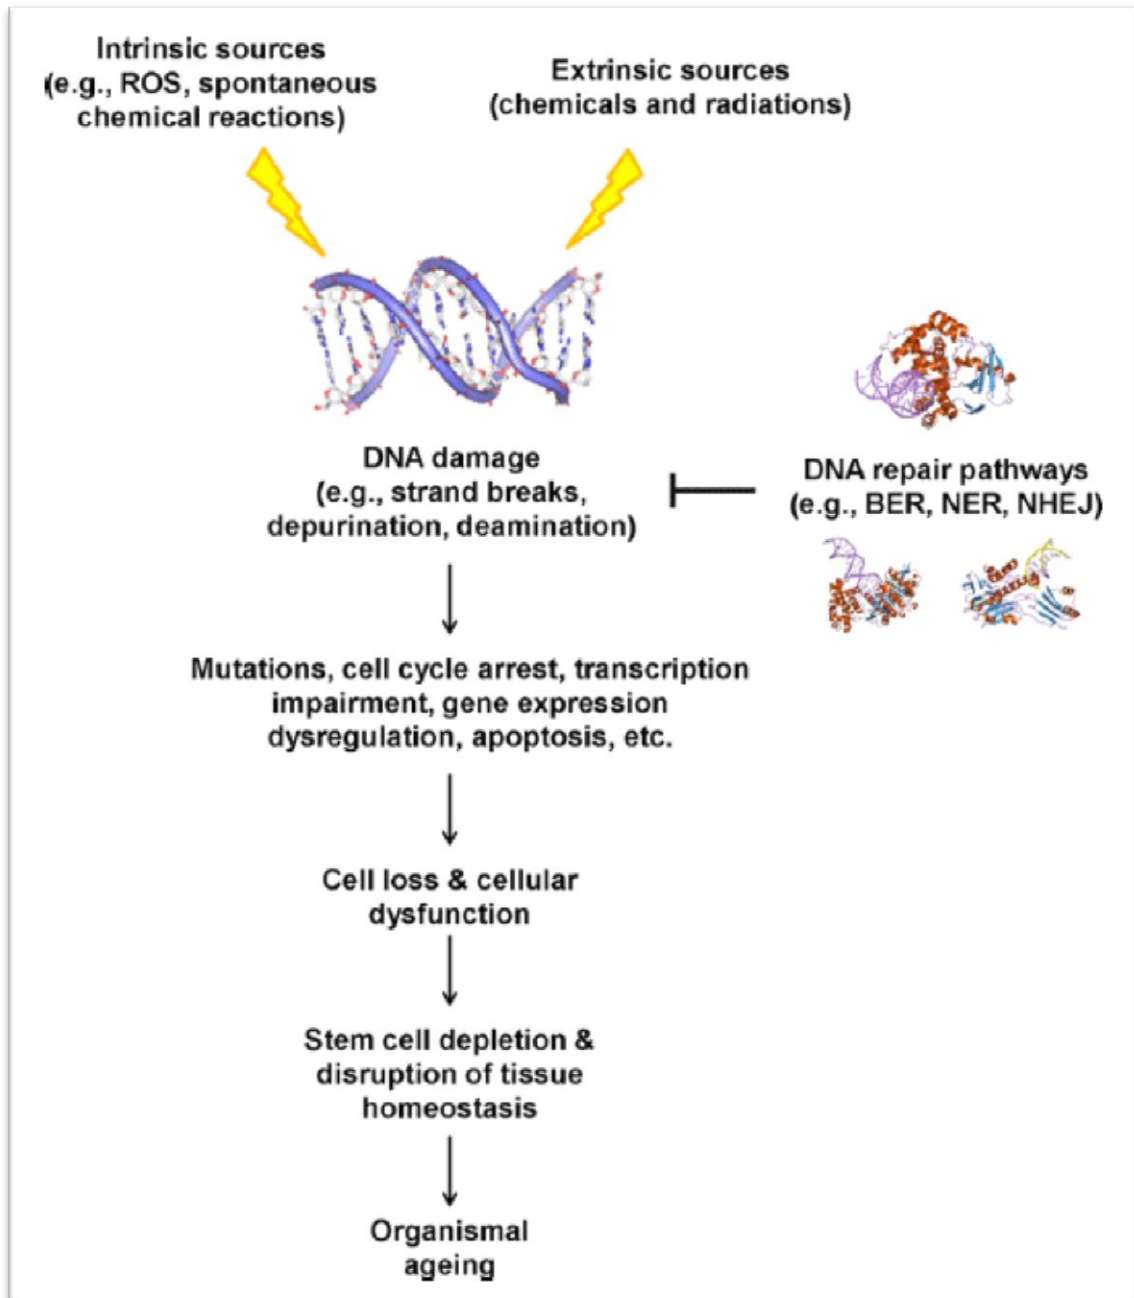 Intrinsic sources
(e.g., ROS, spontaneous
chemical reactions)
Extrinsic sources
(chemicals and radiations)
DNA damage
(e.g., strand breaks,
depurination, deamination)
DNA repair pathways
(e.g., BER, NER, NHEJ)
Mutations, cell cycle arrest, transcription
impairment, gene expression
dysregulation, apoptosis, etc.
Cell loss & cellular
dysfunction
Stem cell depletion &
disruption of tissue
homeostasis
Organismal
ageing